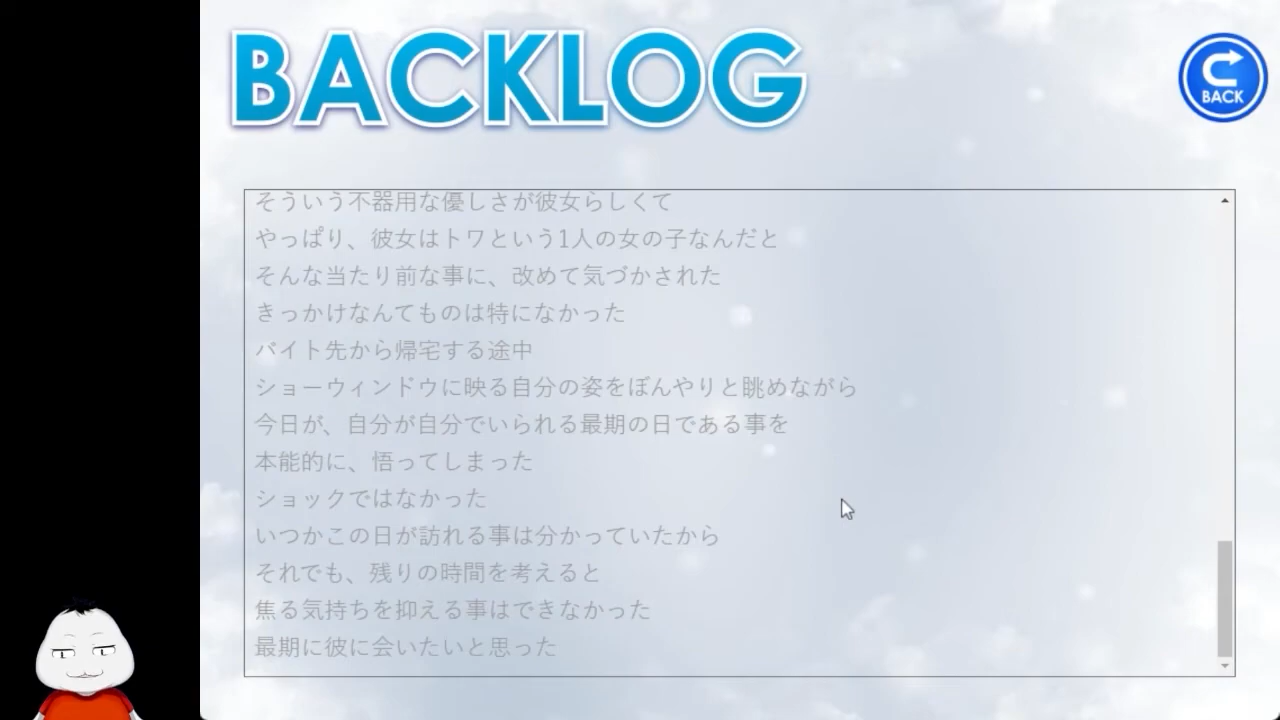 BACKLOG
BACK
そういう不器用な優しさが彼女らしくて
やっぱり、彼女はトワという1人の女の子なんだと
そんな当たり前な事に、改めて気づかされた
きっかけなんてものは特になかった
バイト先から帰宅する途中
ショーウィンドウに映る自分の姿をぼんやりと眺めながら
今日が、自分が自分でいられる最期の日である事を
本能的に、悟ってしまった
ショックではなかった
いつかこの日が訪れる事は分かっていたから
それでも、残りの時間を考えると
焦る気持ちを抑える事はできなかった
最期に彼に会いたいと思った